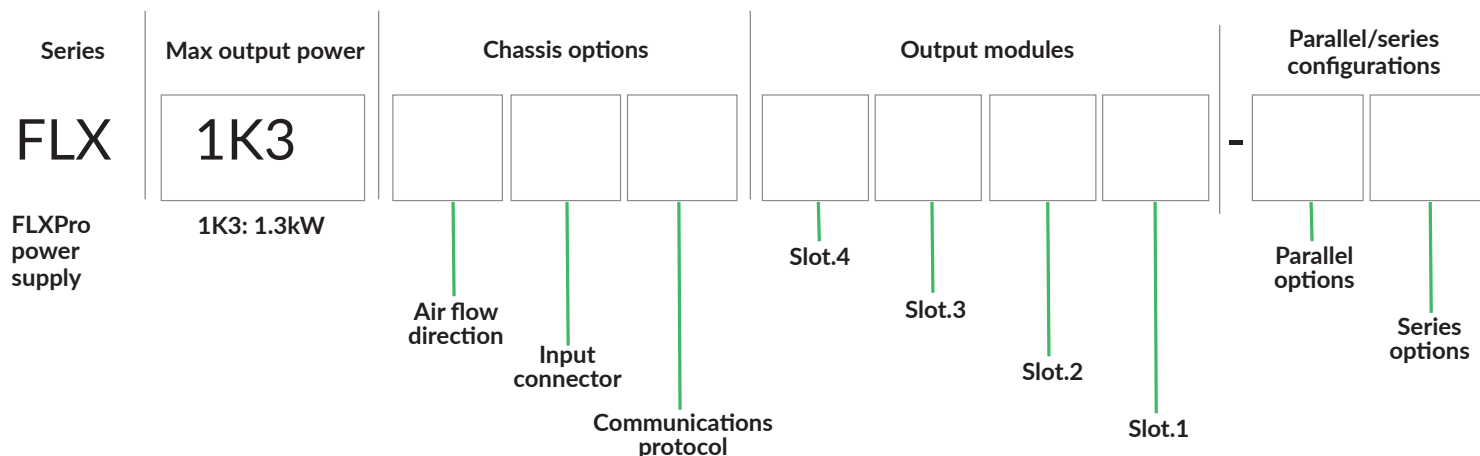 Series
Max output power
Chassis options
Output modules
Parallel/series
configurations
FLX
1K3
-
FLXPro
power
supply
1K3: 1.3kW
Air flow
direction
Input
connector
Communications
protocol
Slot.4
Slot.3
Slot.2
Slot.1
Parallel
options
Series
options